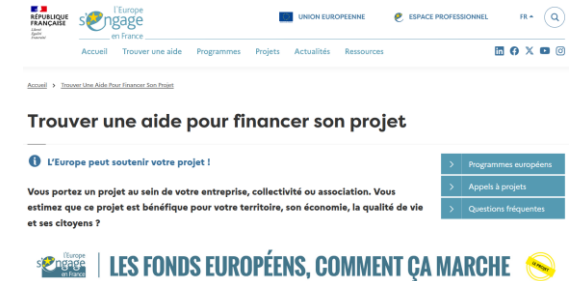 RÉPUBLIQUE
FRANÇAISE
Liberté
Égalité
Fraternité
l'Europe
s'engage
en France
UNION EUROPEENNE
ESPACE PROFESSIONNEL
FR
Accueil Trouver une aide Programmes Projets Actualités Ressources
Accueil > Trouver Une Aide Pour Financer Son Projet
Trouver une aide pour financer son projet
L'Europe peut soutenir votre projet !
Programmes européens
Appels à projets
Questions fréquentes
Vous portez un projet au sein de votre entreprise, collectivité ou association. Vous
estimez que ce projet est bénéfique pour votre territoire, son économie, la qualité de vie
et ses citoyens ?
l'Europe
s'engage
en France
LES FONDS EUROPÉENS, COMMENT ÇA MARCHE